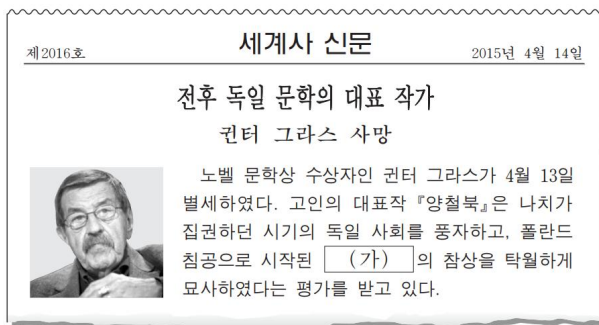 제2016호 세계사 신문 2015년 4월 14일
전후 독일 문학의 대표 작가
귄터 그라스 사망
노벨 문학상 수상자인 귄터 그라스가 4월 13일
별세하였다. 고인의 대표작 『양철북』은 나치가
집권하던 시기의 독일 사회를 풍자하고, 폴란드
침공으로 시작된 (가) 의 참상을 탁월하게
묘사하였다는 평가를 받고 있다.